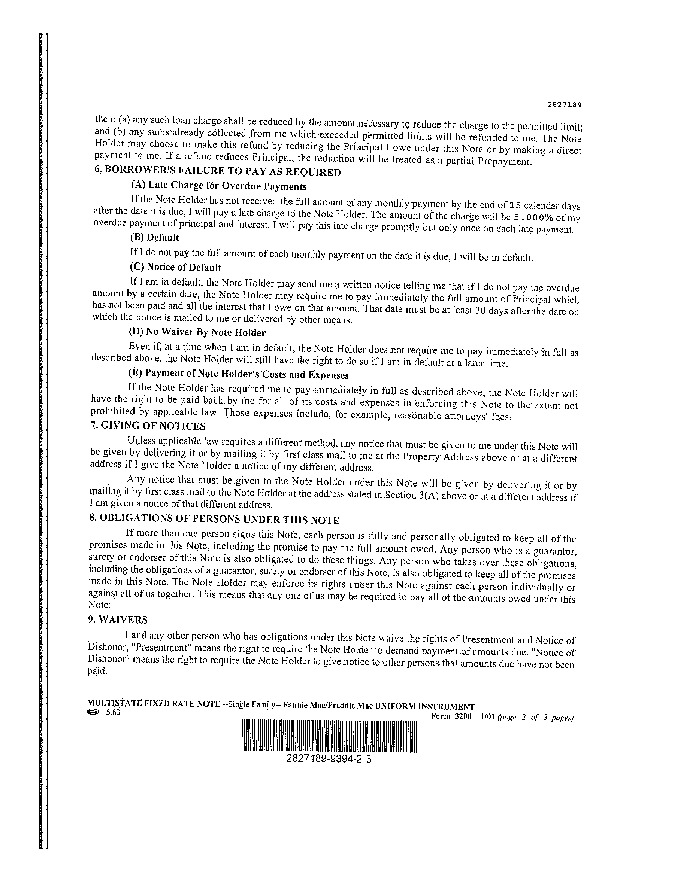 2827189
then: (a) any such loan charge shall be reduced by the amount necessary to reduce the charge to the permitted limit;
and (b) any sums already collected from me which exceeded permitted limits will be refunded to me. The Note
Holder may choose to make this refund by reducing the Principal I owe under this Note or by making a direct
payment to me. If a refund reduces Principal, the reduction will be treated as a partial Prepayment.
6. BORROWER'S FAILURE TO PAY AS REQUIRED
(A) Late Charge for Overdue Payments
If the Note Holder has not received the full amount of any monthly payment by the end of 15 calendar days
after the date it is due, I will pay a late charge to the Note Holder. The amount of the charge will be 5.000% of my
overdue payment of principal and interest. I will pay this late charge promptly but only once on each late payment.
(B) Default
If I do not pay the full amount of each monthly payment on the date it is due, I will be in default.
(C) Notice of Default
If I am in default, the Note Holder may send me a written notice telling me that if I do not pay the overdue
amount by a certain date, the Note Holder may require me to pay immediately the full amount of Principal which
has not been paid and all the interest that I owe on that amount. That date must be at least 30 days after the date on
which the notice is mailed to me or delivered by other means.
(D) No Waiver By Note Holder
Even if, at a time when I am in default, the Note Holder does not require me to pay immediately in full as
described above, the Note Holder will still have the right to do so if I am in default at a later time.
(E) Payment of Note Holder's Costs and Expenses
If the Note Holder has required me to pay immediately in full as described above, the Note Holder will
have the right to be paid back by me for all of its costs and expenses in enforcing this Note to the extent not
prohibited by applicable law. Those expenses include, for example, reasonable attorneys' fees.
7. GIVING OF NOTICES
Unless applicable law requires a different method, any notice that must be given to me under this Note will
be given by delivering it or by mailing it by first class mail to me at the Property Address above or at a different
address if I give the Note Holder a notice of my different address.
Any notice that must be given to the Note Holder under this Note will be given by delivering it or by
mailing it by first class mail to the Note Holder at the address stated in Section 3(A) above or at a different address if
I am given a notice of that different address.
8. OBLIGATIONS OF PERSONS UNDER THIS NOTE
If more than one person signs this Note, each person is fully and personally obligated to keep all of the
promises made in this Note, including the promise to pay the full amount owed. Any person who is a guarantor,
surety or endorser of this Note is also obligated to do these things. Any person who takes over these obligations,
including the obligations of a guarantor, surety or endorser of this Note, is also obligated to keep all of the promises
made in this Note. The Note Holder may enforce its rights under this Note against each person individually or
against all of us together. This means that any one of us may be required to pay all of the amounts owed under this
Note.
9. WAIVERS
I and any other person who has obligations under this Note waive the rights of Presentment and Notice of
Dishonor. "Presentment" means the right to require the Note Holder to demand payment of amounts due. "Notice of
Dishonor" means the right to require the Note Holder to give notice to other persons that amounts due have not been
paid.
MULTISTATE FIXED RATE NOTE--Single Family--Fannie Mae/Freddie Mac UNIFORM INSTRUMENT
Form 3200 1/01 (page 2 of 3 pages)